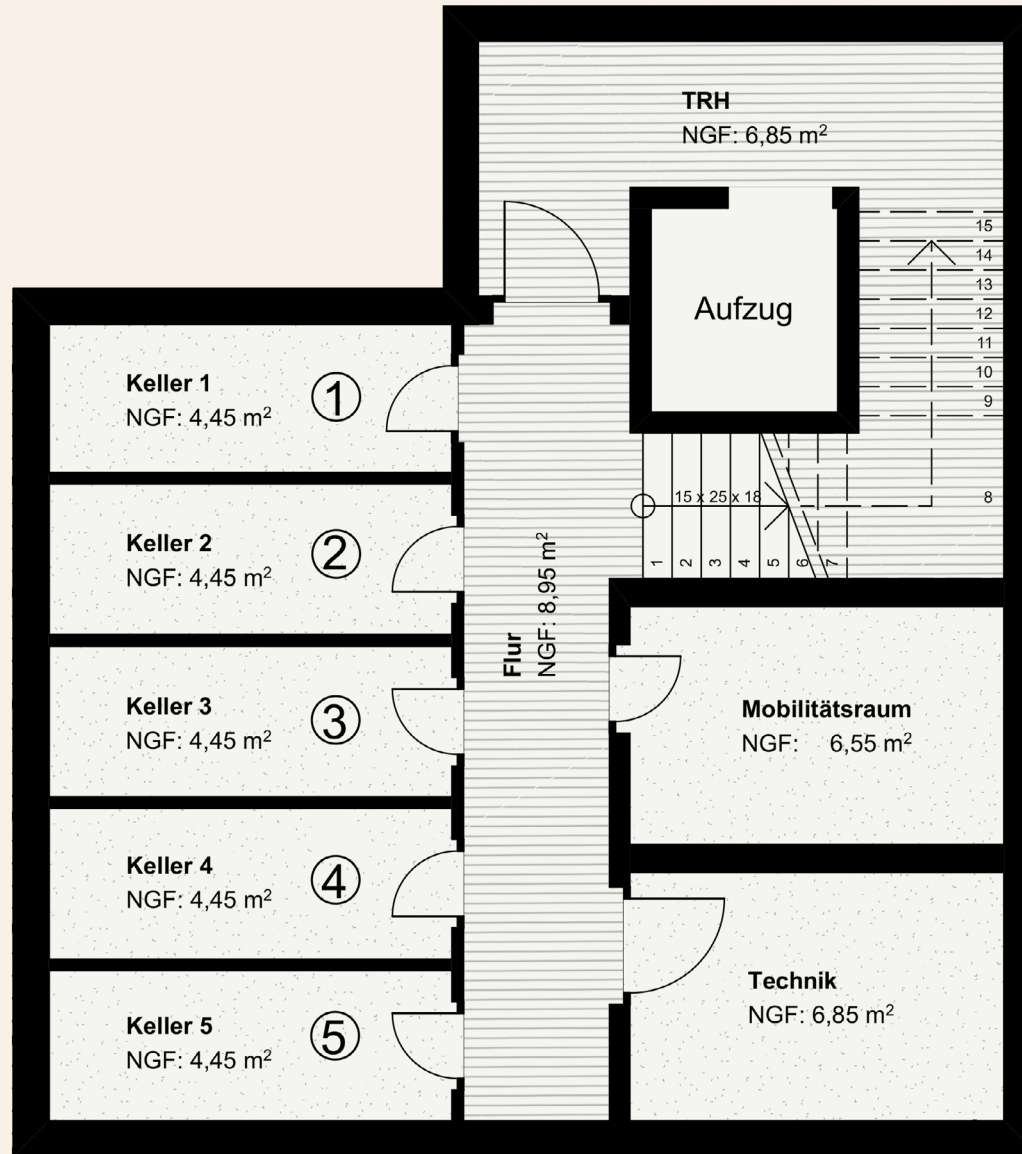 TRH
NGF: 6,85 m²
Aufzug
15
14
13
12
11
10
9
8
15 x 25 x 18
1
2
3
4
5
6
7
Keller 1
NGF: 4,45 m²
1
Keller 2
NGF: 4,45 m²
2
Keller 3
NGF: 4,45 m²
3
Keller 4
NGF: 4,45 m²
4
Keller 5
NGF: 4,45 m²
5
Flur
NGF: 8,95 m²
Mobilitätsraum
NGF: 6,55 m²
Technik
NGF: 6,85 m²